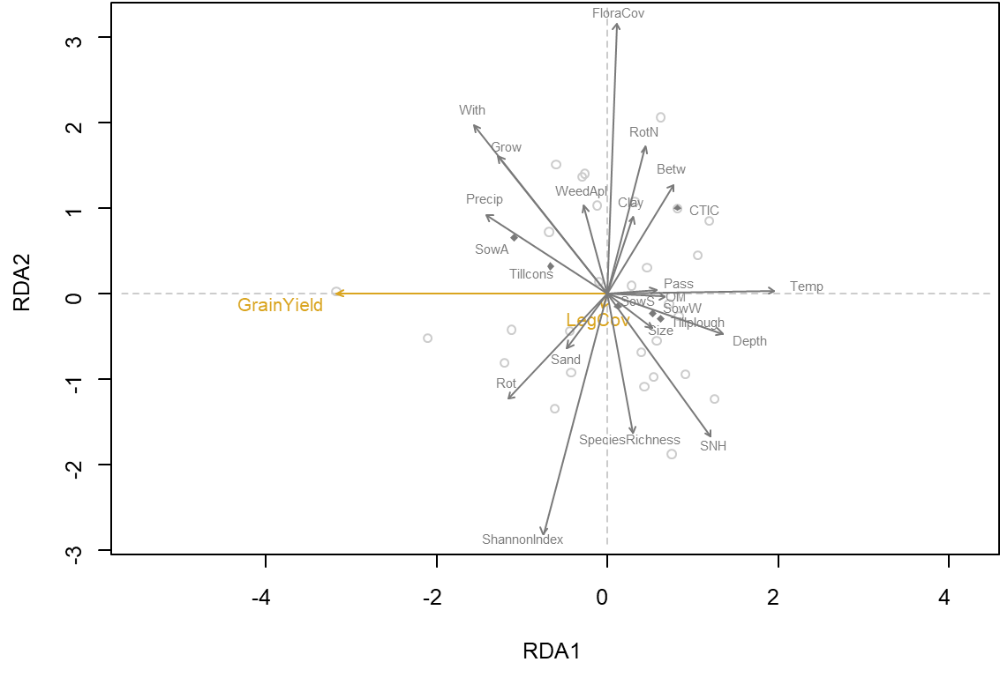 FloraCov
3
With
2
RotN
Grow
Betw
WeedApl
Precip
Clay
1
CTIC
SowA
Tillcons
Pass
Temp
RDA2
0
OM
GrainYield
SowS
SowW
LegCov
Tillplough
Size
Depth
Sand
-1
Rot
SpeciesRichness
SNH
-2
ShannonIndex
-3
-4
-2
0
2
4
RDA1